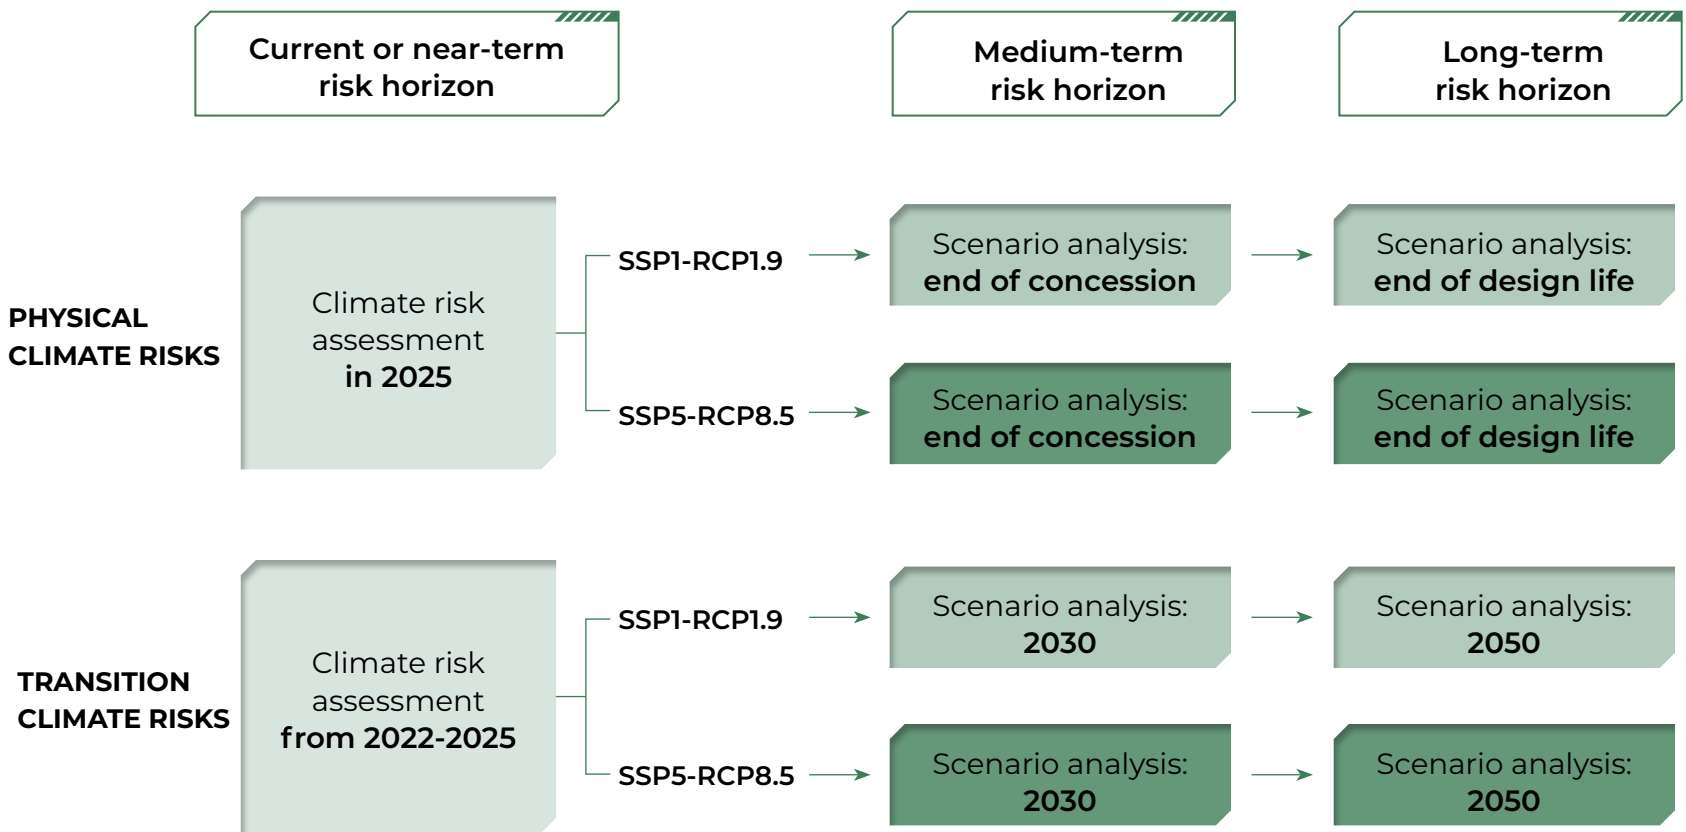 Current or near-term
risk horizon
Medium-term
risk horizon
Long-term
risk horizon
PHYSICAL
CLIMATE RISKS
Climate risk
assessment
in 2025
SSP1-RCP1.9
Scenario analysis:
end of concession
Scenario analysis:
end of design life
SSP5-RCP8.5
Scenario analysis:
end of concession
Scenario analysis:
end of design life
TRANSITION
CLIMATE RISKS
Climate risk
assessment
from 2022-2025
SSP1-RCP1.9
Scenario analysis:
2030
Scenario analysis:
2050
SSP5-RCP8.5
Scenario analysis:
2030
Scenario analysis:
2050